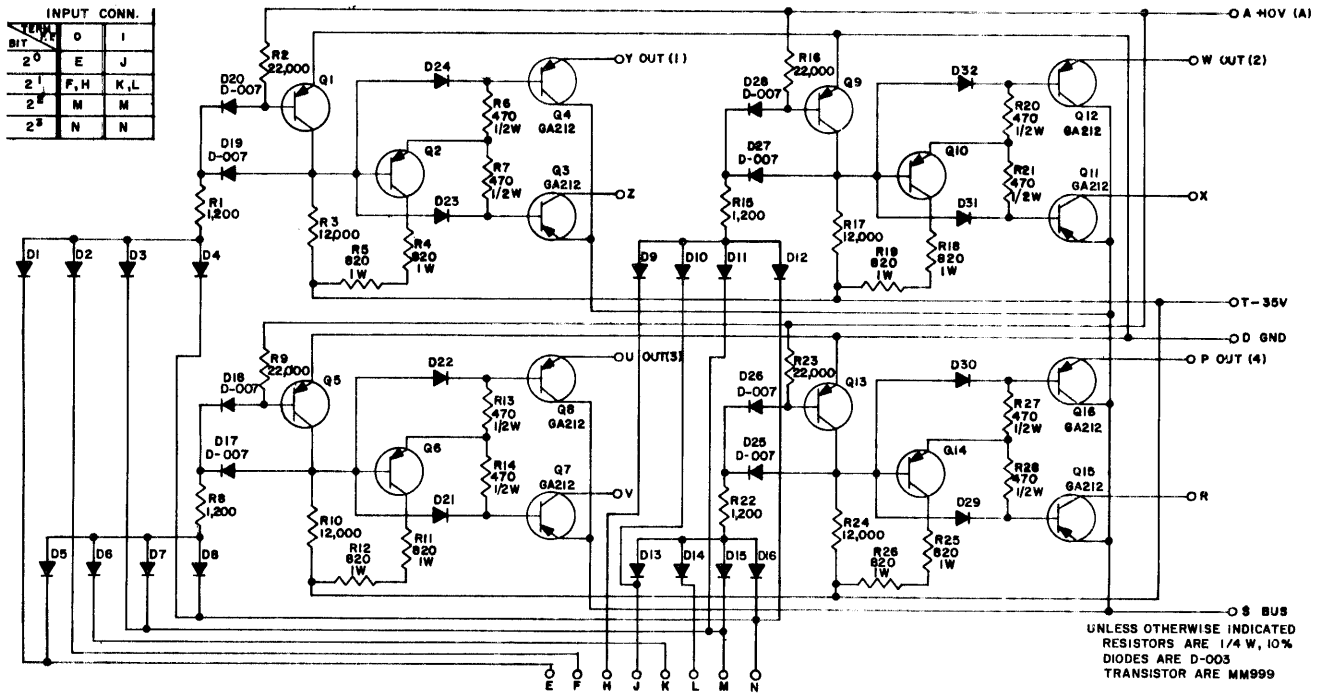 INPUT CONN.
TERM
BIT
0 1
2⁰ E J
2¹ F,H K,L
2² M M
2³ N N
A +10V (A)
R2
22,000
Q1
D20
D-007
D24
Y OUT (1)
R6
470
1/2W
Q4
GA212
D19
D-007
Q2
R7
470
1/2W
Q3
GA212
Z
D23
R1
1,200
R3
12,000
R5
820
1W
R4
820
1W
D1 D2 D3 D4
R16
22,000
Q9
D28
D-007
D32
W OUT (2)
R20
470
1/2W
Q12
GA212
D27
D-007
Q10
R21
470
1/2W
Q11
GA212
X
D31
R15
1,200
R17
12,000
R19
820
1W
R18
820
1W
D9 D10 D11 D12
T-35V
D GND
R9
22,000
Q5
D18
D-007
D22
U OUT(3)
R13
470
1/2W
Q8
GA212
D17
D-007
Q6
R14
470
1/2W
Q7
GA212
V
D21
R8
1,200
R10
12,000
R12
820
1W
R11
820
1W
D5 D6 D7 D8
R23
22,000
Q13
D26
D-007
D30
P OUT (4)
R27
470
1/2W
Q16
GA212
D25
D-007
Q14
R28
470
1/2W
Q15
GA212
R
D29
R22
1,200
R24
12,000
R26
820
1W
R25
820
1W
D13 D14 D15 D16
S BUS
UNLESS OTHERWISE INDICATED
RESISTORS ARE 1/4 W, 10%
DIODES ARE D-003
TRANSISTOR ARE MM999
E F H J K L M N